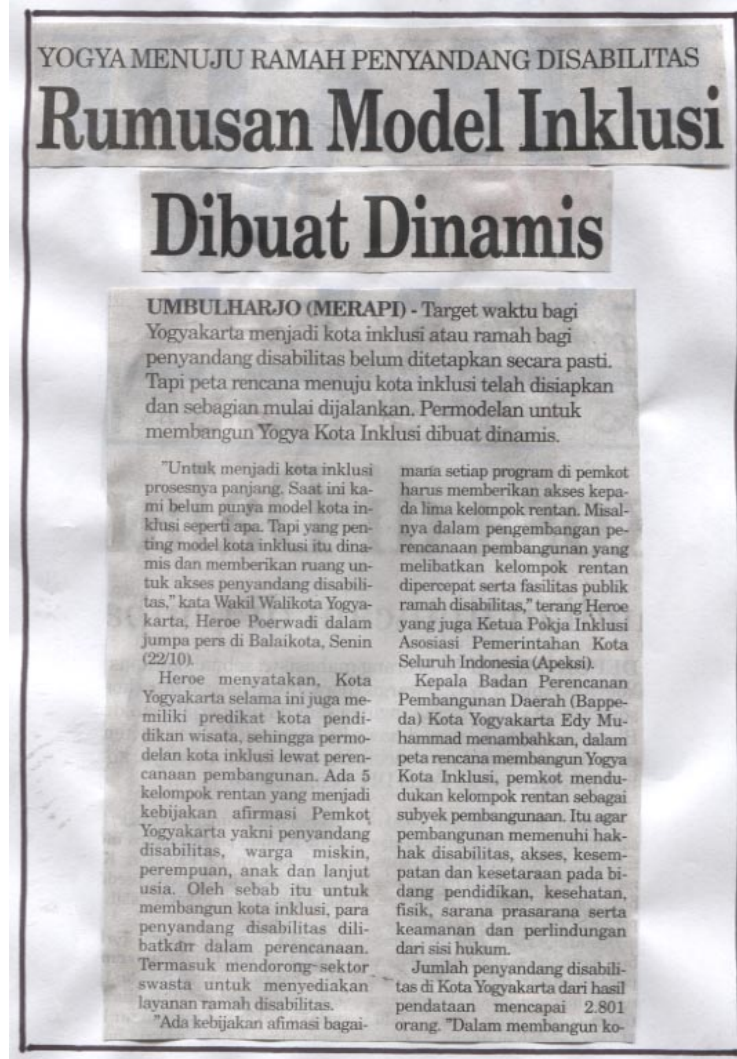 YOGYA MENUJU RAMAH PENYANDANG DISABILITAS
Rumusan Model Inklusi
Dibuat Dinamis
UMBULHARJO (MERAPI) - Target waktu bagi
Yogyakarta menjadi kota inklusi atau ramah bagi
penyandang disabilitas belum ditetapkan secara pasti.
Tapi peta rencana menuju kota inklusi telah disiapkan
dan sebagian mulai dijalankan. Permodelan untuk
membangun Yogya Kota Inklusi dibuat dinamis.
"Untuk menjadi kota inklusi
prosesnya panjang. Saat ini ka-
mi belum punya model kota in-
klusi seperti apa. Tapi yang pen-
ting model kota inklusi itu dina-
mis dan memberikan ruang un-
tuk akses penyandang disabili-
tas," kata Wakil Walikota Yogya-
karta, Heroe Poerwadi dalam
jumpa pers di Balaikota, Senin
(22/10).
Heroe menyatakan, Kota
Yogyakarta selama ini juga me-
miliki predikat kota pendi-
dikan wisata, sehingga permo-
delan kota inklusi lewat peren-
canaan pembangunan. Ada 5
kelompok rentan yang menjadi
kebijakan afirmasi Pemkot
Yogyakarta yakni penyandang
disabilitas, warga miskin,
perempuan, anak dan lanjut
usia. Oleh sebab itu untuk
membangun kota inklusi, para
penyandang disabilitas dili-
batkan dalam perencanaan.
Termasuk mendorong sektor
swasta untuk menyediakan
layanan ramah disabilitas.
"Ada kebijakan afimasi bagai-
mana setiap program di pemkot
harus memberikan akses kepa-
da lima kelompok rentan. Misal-
nya dalam pengembangan pe-
rencanaan pembangunan yang
melibatkan kelompok rentan
dipercepat serta fasilitas publik
ramah disabilitas," terang Heroe
yang juga Ketua Pokja Inklusi
Asosiasi Pemerintahan Kota
Seluruh Indonesia (Apeksi).
Kepala Badan Perencanan
Pembangunan Daerah (Bappe-
da) Kota Yogyakarta Edy Mu-
hammad menambahkan, dalam
peta rencana membangun Yogya
Kota Inklusi, pemkot mendu-
dukan kelompok rentan sebagai
subyek pembangunaan. Itu agar
pembangunan memenuhi hak-
hak disabilitas, akses, kesem-
patan dan kesetaraan pada bi-
dang pendidikan, kesehatan,
fisik, sarana prasarana serta
keamanan dan perlindungan
dari sisi hukum.
Jumlah penyandang disabili-
tas di Kota Yogyakarta dari hasil
pendataan mencapai 2.801
orang. "Dalam membangun ko-